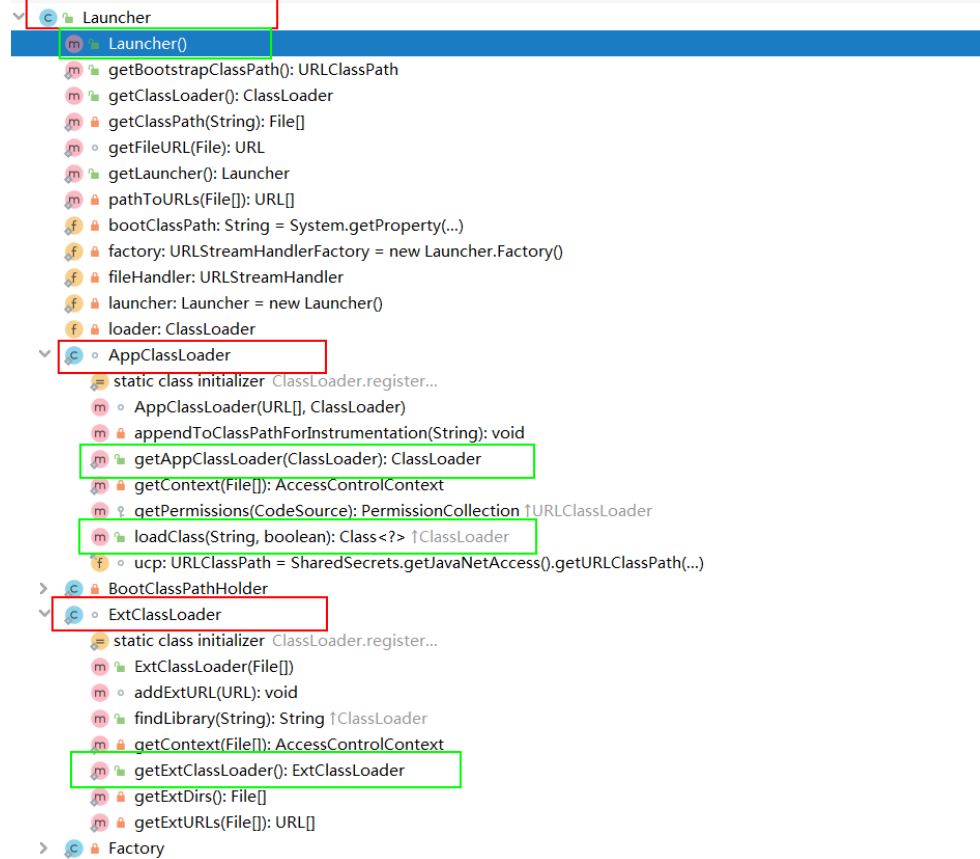 Launcher
Launcher()
getBootstrapClassPath(): URLClassPath
getClassLoader(): ClassLoader
getClassPath(String): File[]
getFileURL(File): URL
getLauncher(): Launcher
pathToURLs(File[]): URL[]
bootClassPath: String = System.getProperty(...)
factory: URLStreamHandlerFactory = new Launcher.Factory()
fileHandler: URLStreamHandler
launcher: Launcher = new Launcher()
loader: ClassLoader
AppClassLoader
static class initializer ClassLoader.register...
AppClassLoader(URL[], ClassLoader)
appendToClassPathForInstrumentation(String): void
getAppClassLoader(ClassLoader): ClassLoader
getContext(File[]): AccessControlContext
getPermissions(CodeSource): PermissionCollection ↑URLClassLoader
loadClass(String, boolean): Class<?> ↑ClassLoader
ucp: URLClassPath = SharedSecrets.getJavaNetAccess().getURLClassPath(...)
BootClassPathHolder
ExtClassLoader
static class initializer ClassLoader.register...
ExtClassLoader(File[])
addExtURL(URL): void
findLibrary(String): String ↑ClassLoader
getContext(File[]): AccessControlContext
getExtClassLoader(): ExtClassLoader
getExtDirs(): File[]
getExtURLs(File[]): URL[]
Factory